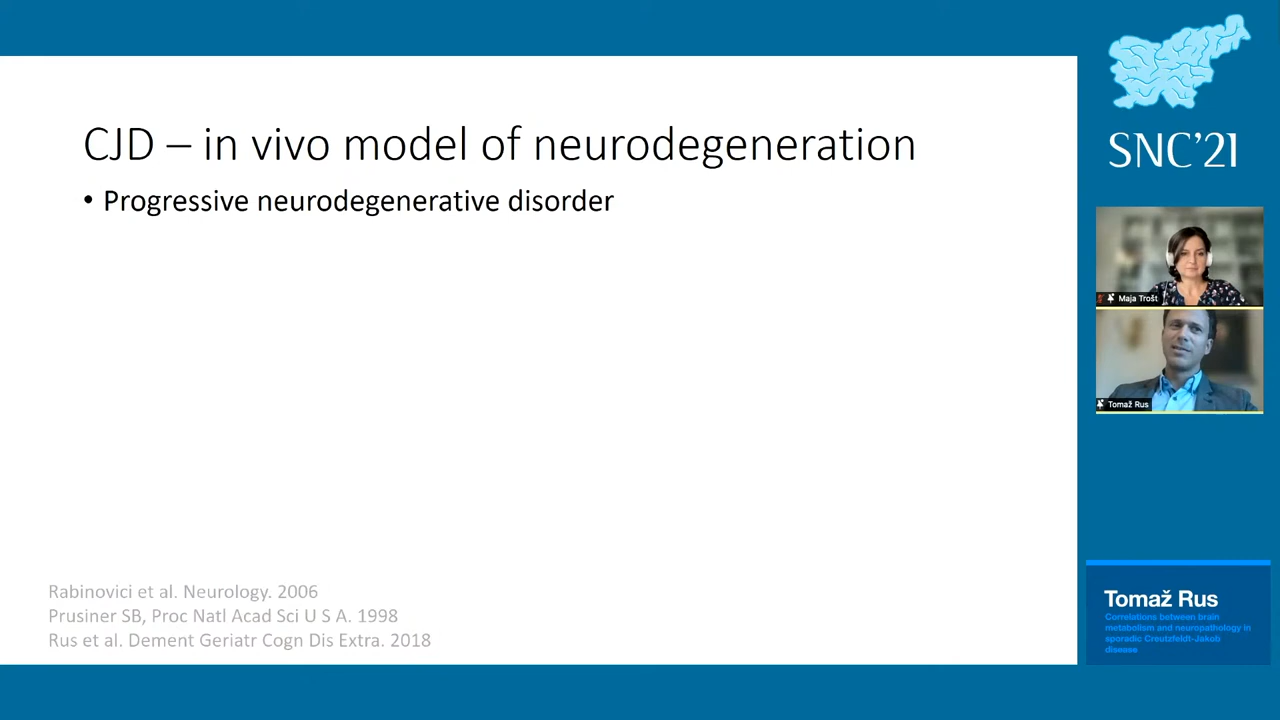 CJD – in vivo model of neurodegeneration
• Progressive neurodegenerative disorder
Rabinovici et al. Neurology. 2006
Prusiner SB, Proc Natl Acad Sci U S A. 1998
Rus et al. Dement Geriatr Cogn Dis Extra. 2018
SNC'21
Maja Trošt
Tomaž Rus
Tomaž Rus
Correlations between brain
metabolism and neuropathology in
sporadic Creutzfeldt-Jakob
disease